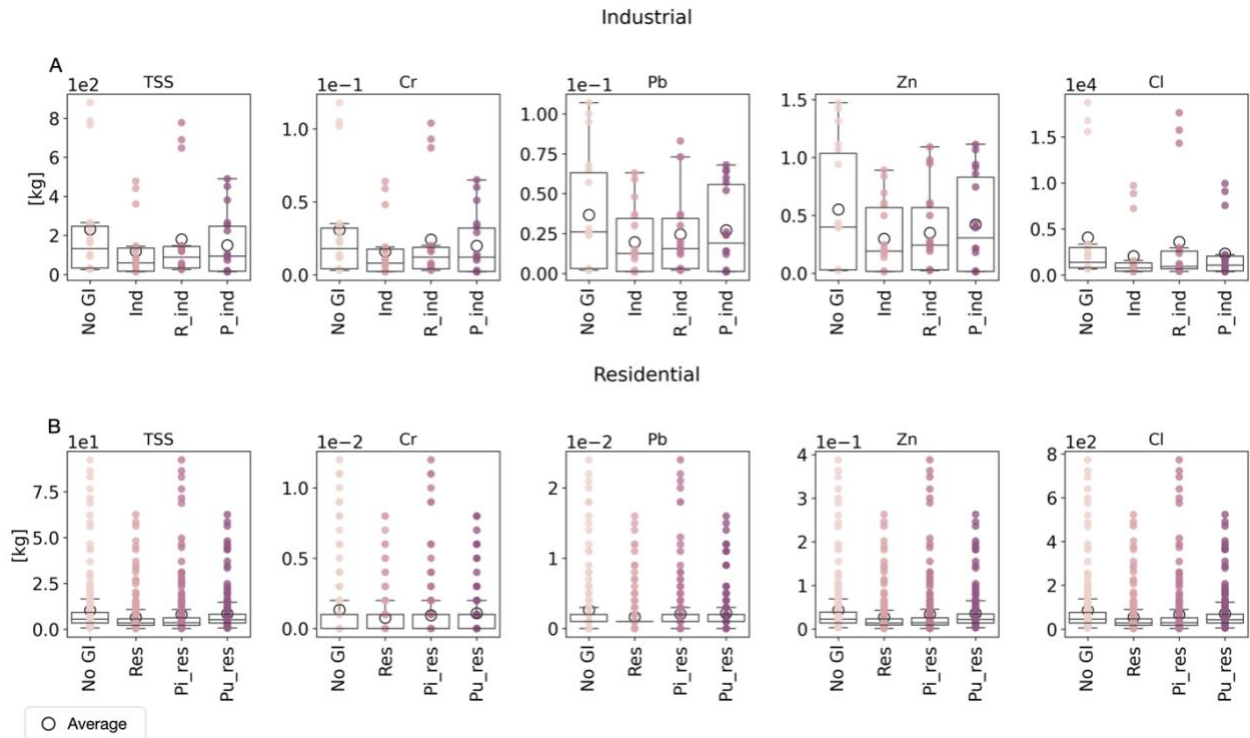 Industrial
A
TSS Cr Pb Zn Cl
1e2 1e−1 1e−1 1e4
8 6 4 2 0
0.1 0.0
1.00 0.75 0.50 0.25 0.00
1.5 1.0 0.5 0.0
1.5 1.0 0.5 0.0
[kg]
No GI Ind R_ind P_ind No GI Ind R_ind P_ind No GI Ind R_ind P_ind No GI Ind R_ind P_ind No GI Ind R_ind P_ind
Residential
B
TSS Cr Pb Zn Cl
1e1 1e−2 1e−2 1e−1 1e2
7.5 5.0 2.5 0.0
1.0 0.5 0.0
2 1 0
4 3 2 1 0
8 6 4 2 0
[kg]
No GI Res Pi_res Pu_res No GI Res Pi_res Pu_res No GI Res Pi_res Pu_res No GI Res Pi_res Pu_res No GI Res Pi_res Pu_res
Average